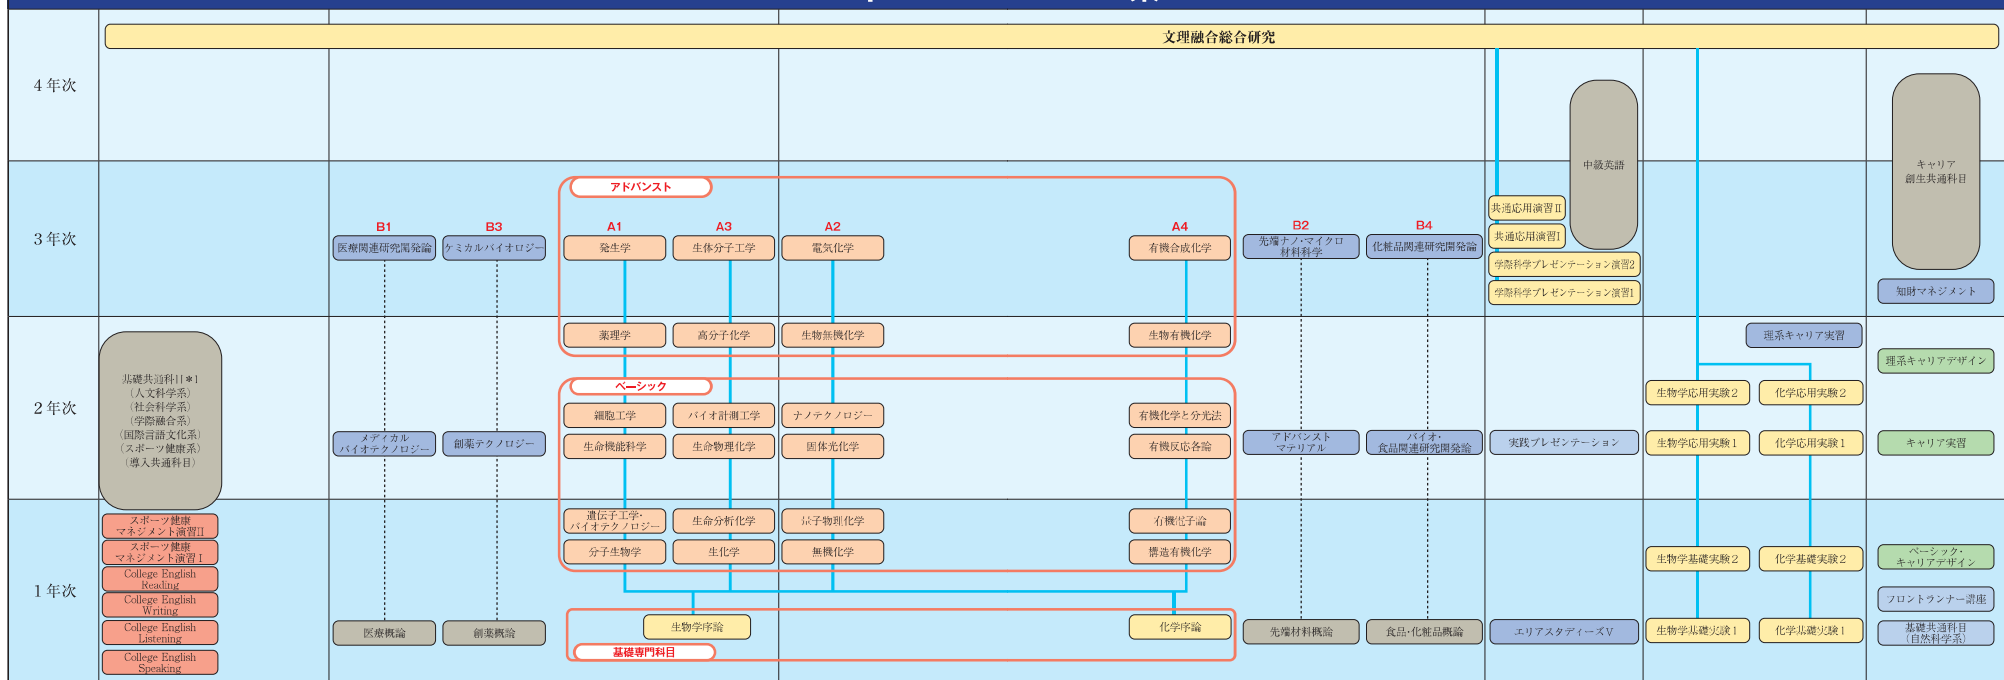 文理融合総合研究
4年次
中級英語
キャリア
創生共通科目
アドバンスト
3年次
B1
B3
A1
A3
A2
A4
B2
B4
医療関連研究開発論
ケミカルバイオロジー
発生学
生体分子工学
電気化学
有機合成化学
先端ナノ・マイクロ
材料科学
化粧品関連研究開発論
共通応用演習Ⅱ
共通応用演習Ⅰ
学際科学プレゼンテーション演習2
学際科学プレゼンテーション演習1
知財マネジメント
薬理学
高分子化学
生物無機化学
生物有機化学
理系キャリア実習
理系キャリアデザイン
2年次
基礎共通科目＊1
（人文科学系）
（社会科学系）
（学際融合系）
（国際言語文化系）
（スポーツ健康系）
（導入共通科目）
ベーシック
細胞工学
バイオ計測工学
ナノテクノロジー
有機化学と分光法
生物学応用実験2
化学応用実験2
メディカル
バイオテクノロジー
創薬テクノロジー
生命機能科学
生命物理化学
固体光化学
有機反応各論
アドバンスト
マテリアル
バイオ・
食品関連研究開発論
実践プレゼンテーション
生物学応用実験1
化学応用実験1
キャリア実習
1年次
スポーツ健康
マネジメント演習Ⅱ
スポーツ健康
マネジメント演習Ⅰ
College English
Reading
College English
Writing
College English
Listening
College English
Speaking
遺伝子工学・
バイオテクノロジー
生命分析化学
量子物理化学
有機電子論
分子生物学
生化学
無機化学
構造有機化学
生物学基礎実験2
化学基礎実験2
ベーシック・
キャリアデザイン
フロントランナー講座
医療概論
創薬概論
生物学序論
化学序論
先端材料概論
食品・化粧品概論
エリアスタディーズⅤ
生物学基礎実験1
化学基礎実験1
基礎共通科目
（自然科学系）
基礎専門科目